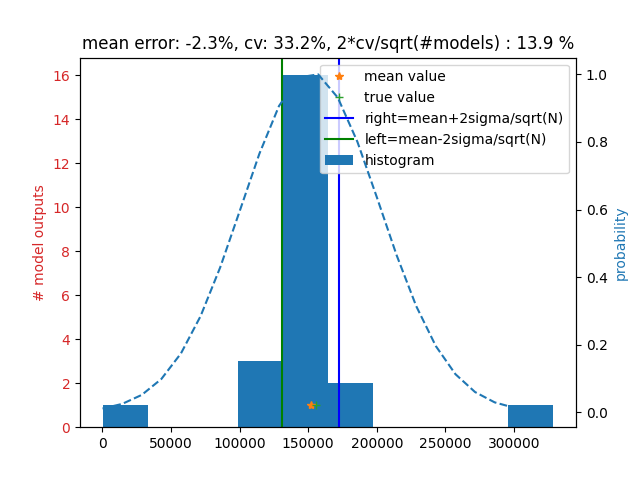 mean error: -2.3%, cv: 33.2%, 2*cv/sqrt(#models) : 13.9 %
mean value
true value
right=mean+2sigma/sqrt(N)
left=mean-2sigma/sqrt(N)
histogram
# model outputs
16
14
12
10
8
6
4
2
0
probability
1.0
0.8
0.6
0.4
0.2
0.0
0 50000 100000 150000 200000 250000 300000